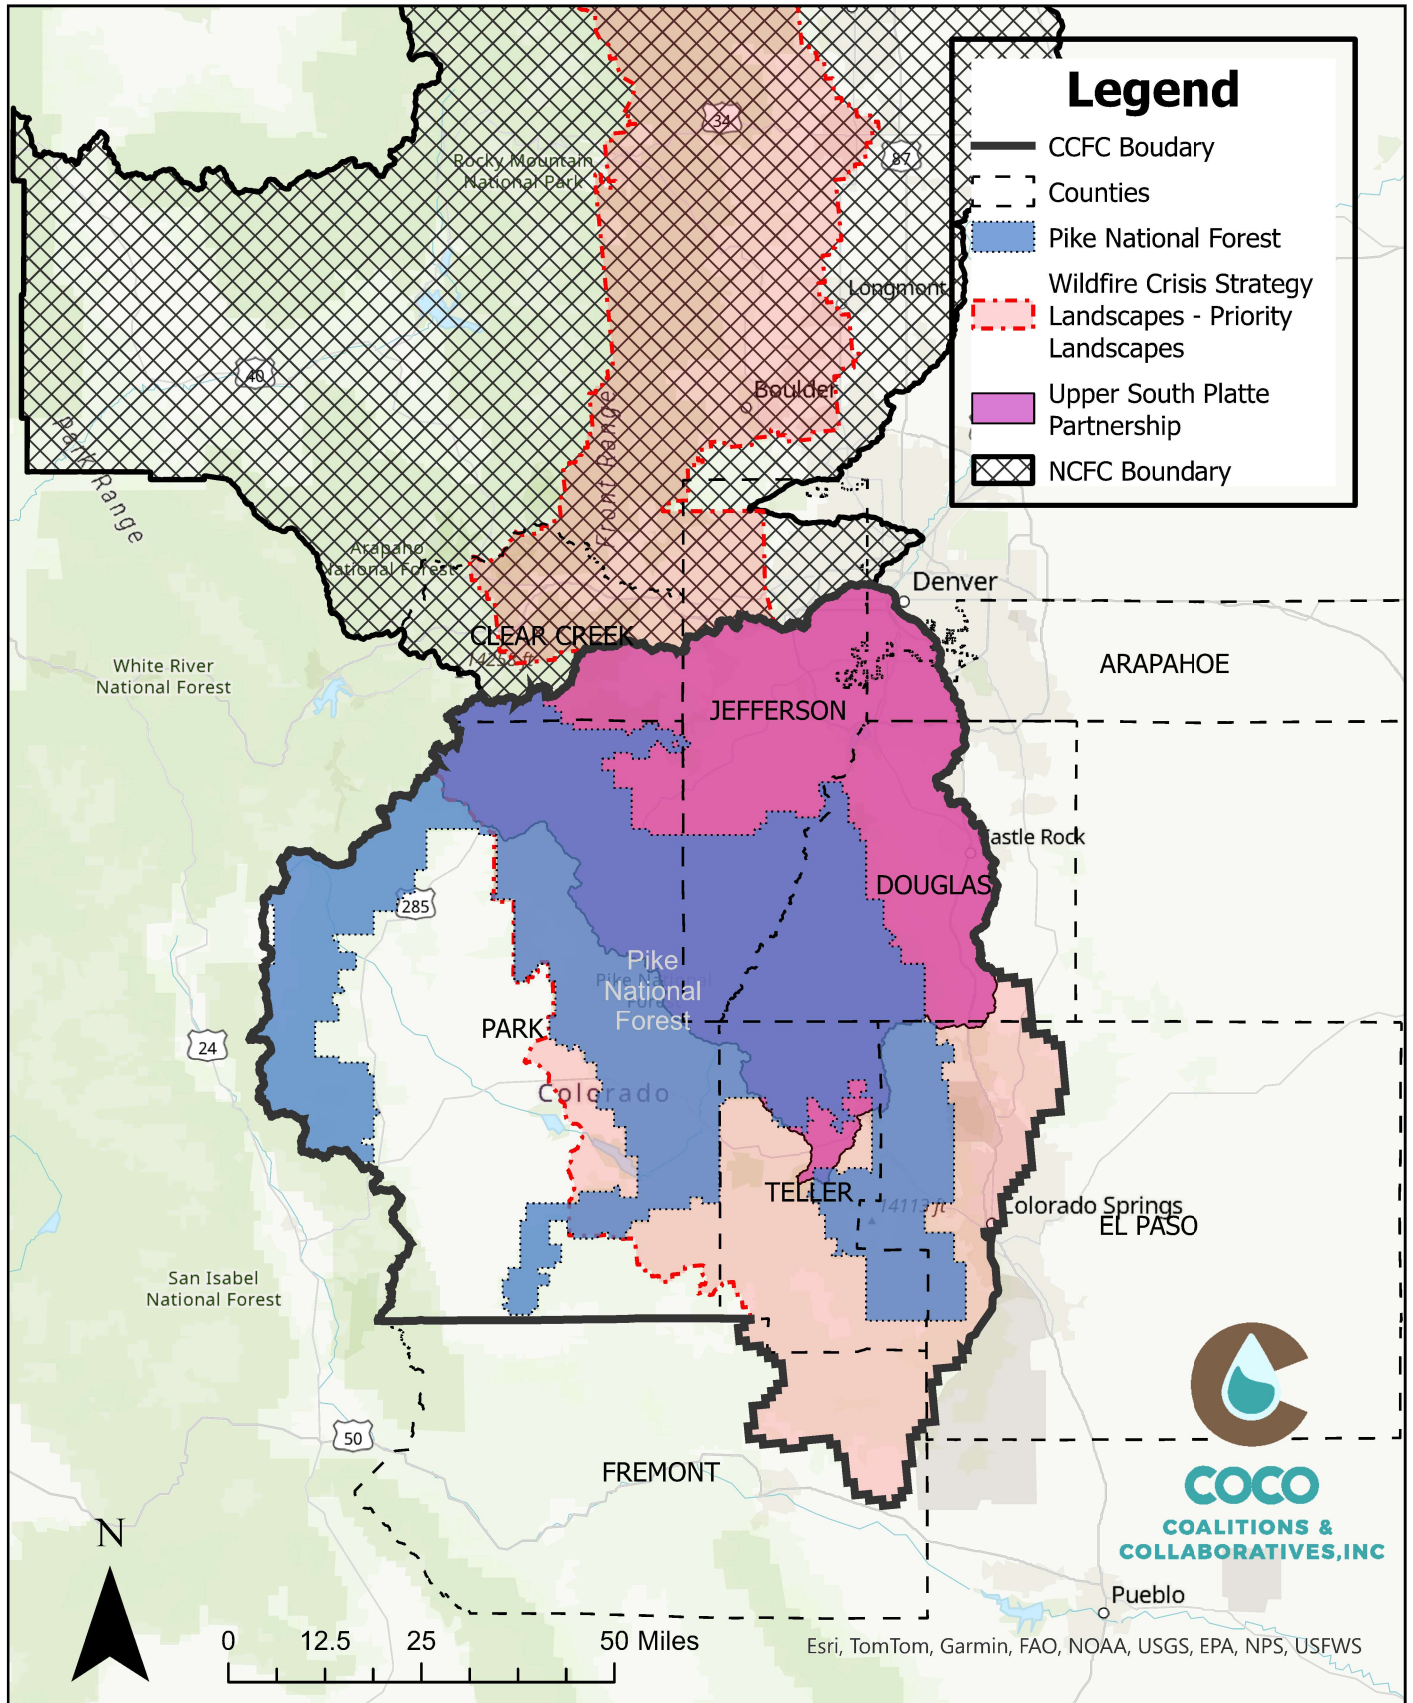 Legend
CCFC Boudary
Counties
Pike National Forest
Wildfire Crisis Strategy
Landscapes - Priority
Landscapes
Upper South Platte
Partnership
NCFC Boundary
34
87
Rocky Mountain
National Park
Longmont
40
Boulder
Park Range
Front Range
Arapaho
National Forest
Denver
CLEAR CREEK
ARAPAHOE
White River
National Forest
JEFFERSON
Castle Rock
DOUGLAS
285
Pike
National
Forest
Pike National
PARK
24
Colorado
TELLER
14113 ft
Colorado Springs
EL PASO
San Isabel
National Forest
50
FREMONT
COCO
COALITIONS &
COLLABORATIVES,INC
N
Pueblo
0 12.5 25 50 Miles
Esri, TomTom, Garmin, FAO, NOAA, USGS, EPA, NPS, USFWS